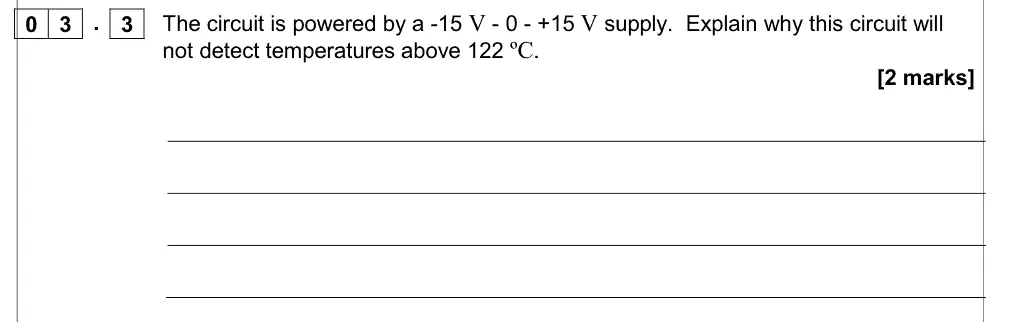 0 3 . 3 The circuit is powered by a -15 V - 0 - +15 V supply. Explain why this circuit will
not detect temperatures above 122 ºC.
[2 marks]